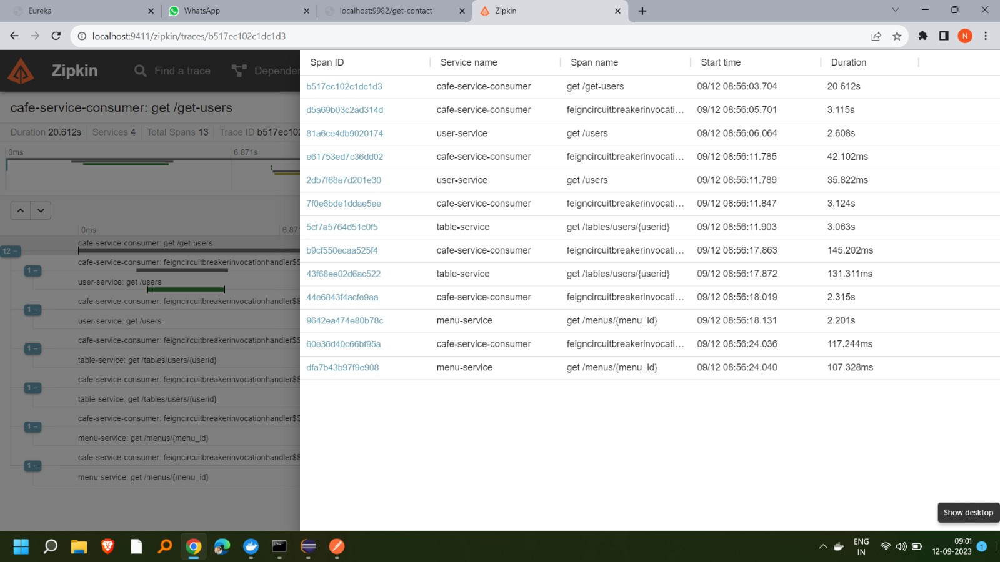 Eureka
WhatsApp
localhost:9982/get-contact
Zipkin
localhost:9411/zipkin/traces/b517ec102c1dc1d3
N
Zipkin
Find a trace
Depender
cafe-service-consumer: get /get-users
Duration 20.612s Services 4 Total Spans 13 Trace ID b517ec102
0ms 6.871s
0ms 6.87
cafe-service-consumer: get /get-users
12 −
cafe-service-consumer: feigncircuitbreakerinvocationhandler$$
1 −
user-service: get /users
cafe-service-consumer: feigncircuitbreakerinvocationhandler$$
1 −
user-service: get /users
cafe-service-consumer: feigncircuitbreakerinvocationhandler$$
1 −
table-service: get /tables/users/{userid}
cafe-service-consumer: feigncircuitbreakerinvocationhandler$$
1 −
table-service: get /tables/users/{userid}
cafe-service-consumer: feigncircuitbreakerinvocationhandler$$
1 −
menu-service: get /menus/{menu_id}
cafe-service-consumer: feigncircuitbreakerinvocationhandler$$
1 −
menu-service: get /menus/{menu_id}
Span ID Service name Span name Start time Duration
b517ec102c1dc1d3 cafe-service-consumer get /get-users 09/12 08:56:03.704 20.612s
d5a69b03c2ad314d cafe-service-consumer feigncircuitbreakerinvocati... 09/12 08:56:05.701 3.115s
81a6ce4db9020174 user-service get /users 09/12 08:56:06.064 2.608s
e61753ed7c36dd02 cafe-service-consumer feigncircuitbreakerinvocati... 09/12 08:56:11.785 42.102ms
2db7f68a7d201e30 user-service get /users 09/12 08:56:11.789 35.822ms
7f0e6bde1ddae5ee cafe-service-consumer feigncircuitbreakerinvocati... 09/12 08:56:11.847 3.124s
5cf7a5764d51c0f5 table-service get /tables/users/{userid} 09/12 08:56:11.903 3.063s
b9cf550ecaa525f4 cafe-service-consumer feigncircuitbreakerinvocati... 09/12 08:56:17.863 145.202ms
43f68ee02d6ac522 table-service get /tables/users/{userid} 09/12 08:56:17.872 131.311ms
44e6843f4acfe9aa cafe-service-consumer feigncircuitbreakerinvocati... 09/12 08:56:18.019 2.315s
9642ea474e80b78c menu-service get /menus/{menu_id} 09/12 08:56:18.131 2.201s
60e36d40c66bf95a cafe-service-consumer feigncircuitbreakerinvocati... 09/12 08:56:24.036 117.244ms
dfa7b43b97f9e908 menu-service get /menus/{menu_id} 09/12 08:56:24.040 107.328ms
Show desktop
ENG
IN
09:01
12-09-2023
1